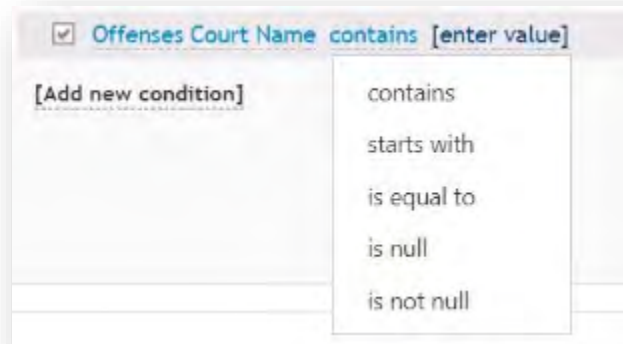 Offenses Court Name contains [enter value]
[Add new condition]
contains
starts with
is equal to
is null
is not null